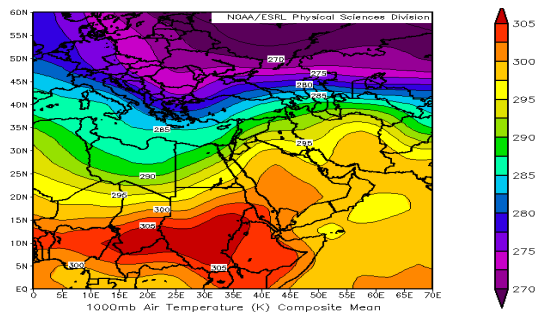 NOAA/ESRL Physical Sciences Division
60N
55N
50N
45N
40N
35N
30N
25N
20N
15N
10N
5N
EQ
270
275
280
285
285
295
290
295
300
305
300
305
0 5E 10E 15E 20E 25E 30E 35E 40E 45E 50E 55E 60E 65E 70E
1000mb Air Temperature (K) Composite Mean
305
300
295
290
285
280
275
270